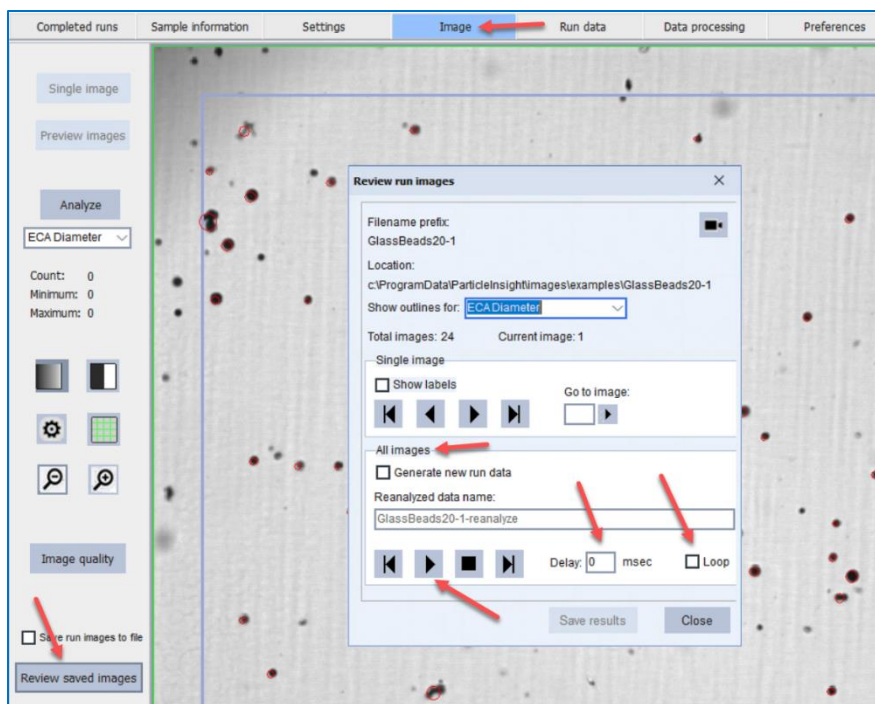 Completed runs
Sample information
Settings
Image
Run data
Data processing
Preferences
Single image
Preview images
Analyze
ECA Diameter
Count: 0
Minimum: 0
Maximum: 0
Image quality
Save run images to file
Review saved images
Review run images
Filename prefix:
GlassBeads20-1
Location:
c:\ProgramData\ParticleInsight\images\examples\GlassBeads20-1
Show outlines for: ECA Diameter
Total images: 24 Current image: 1
Single image
Show labels
Go to image:
All images
Generate new run data
Reanalyzed data name:
GlassBeads20-1-reanalyze
Delay: 0 msec Loop
Save results
Close